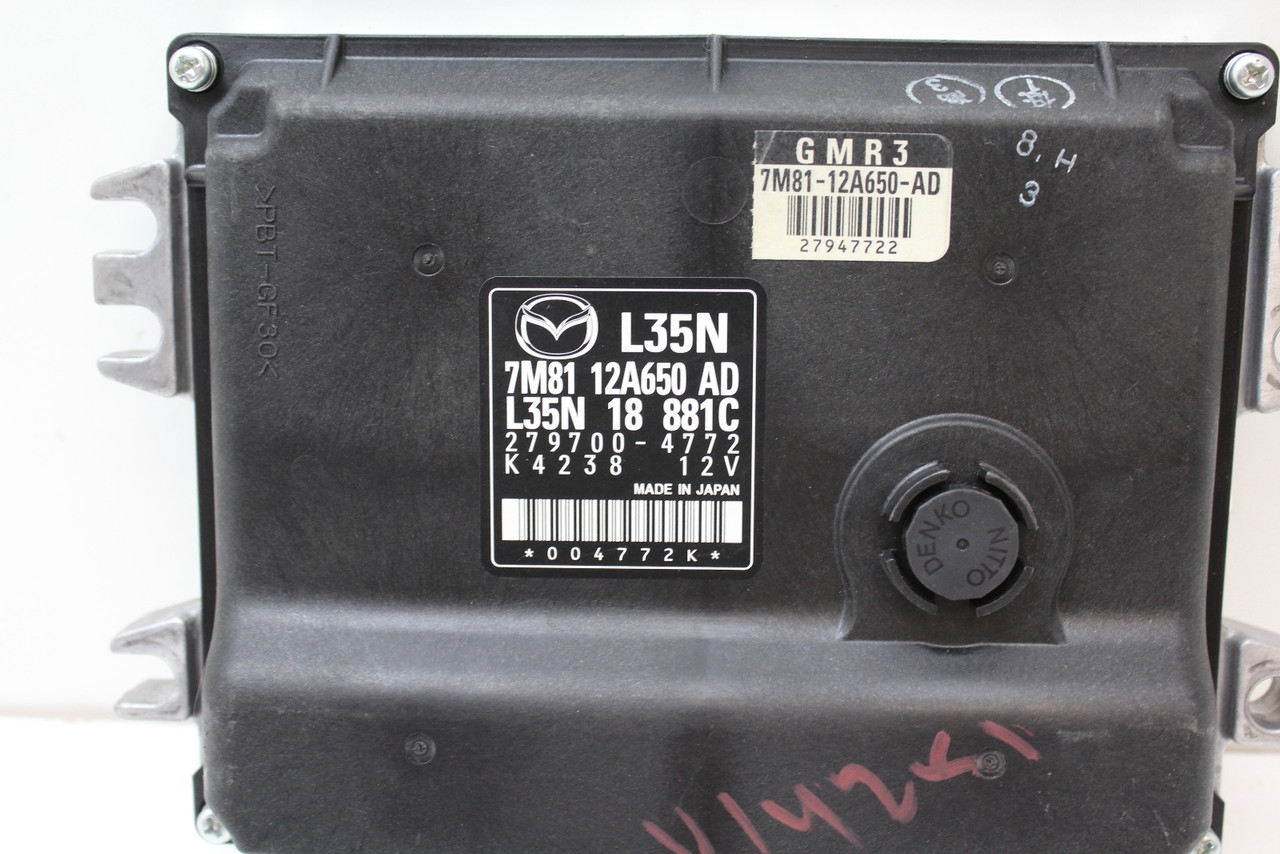 8, H
3
GMR3
7M81-12A650-AD
27947722
>PBT-GF30<
L35N
7M81 12A650 AD
L35N 18 881C
279700-4772
K4238 12V
MADE IN JAPAN
*004772K*
NITTO DENKO